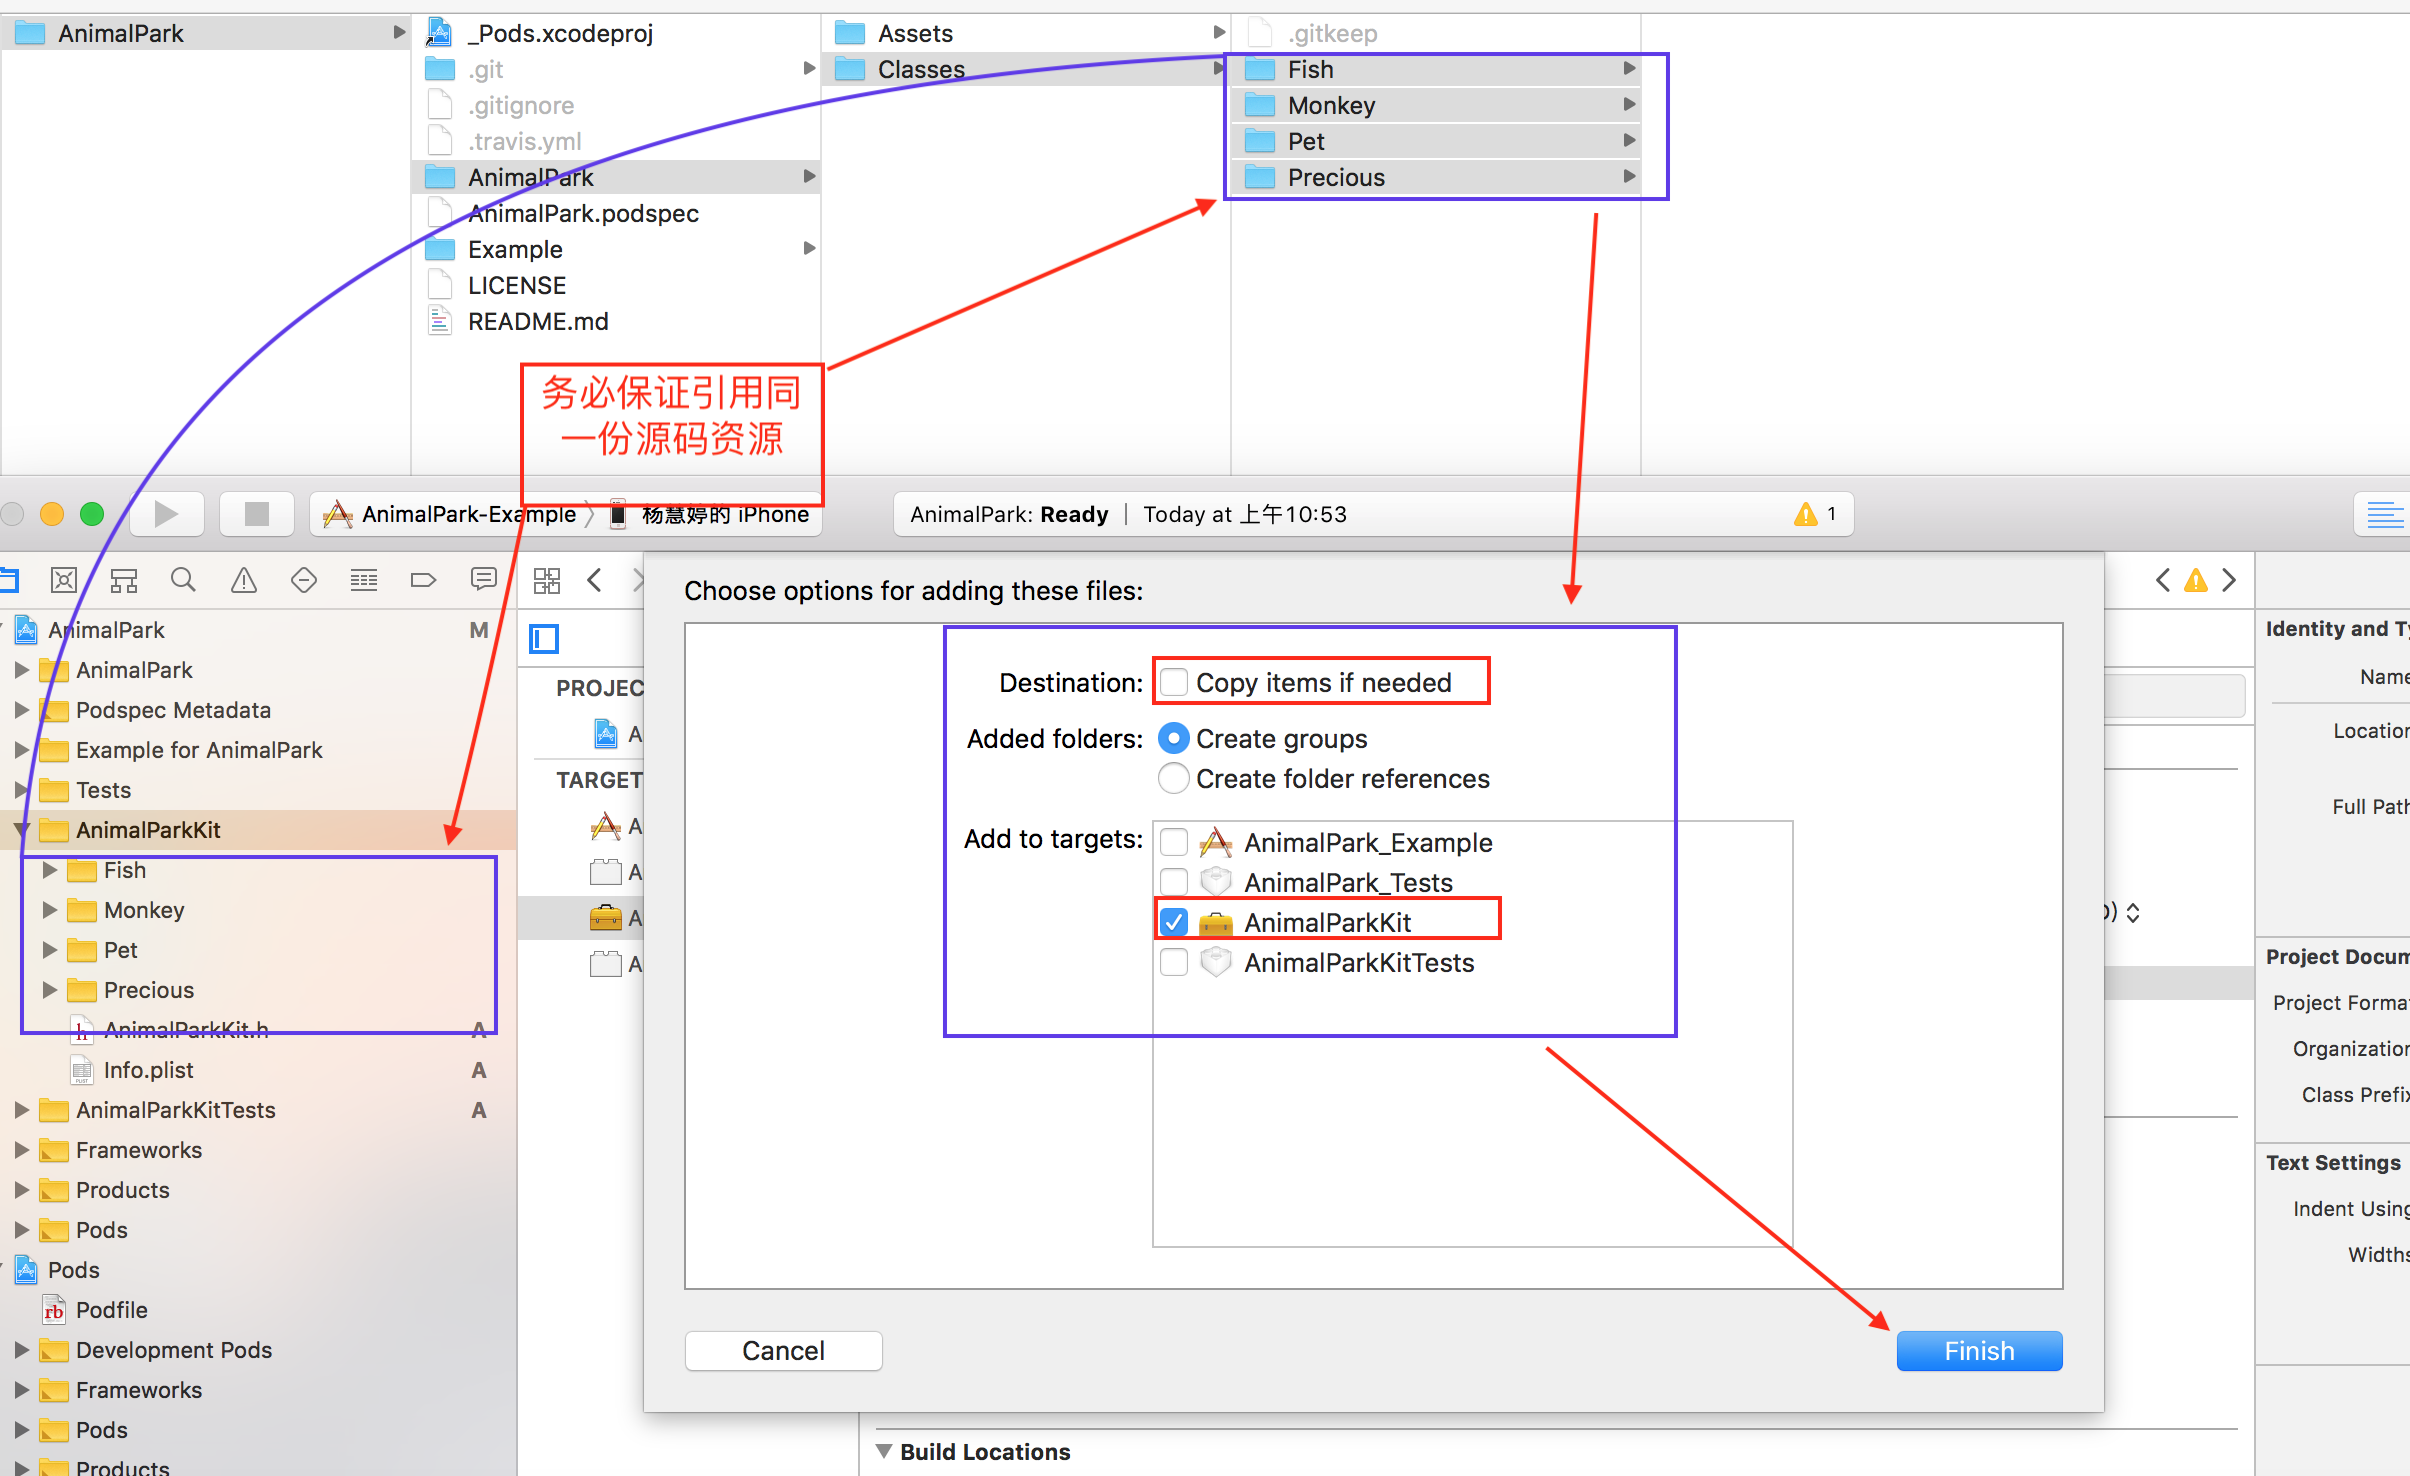 AnimalPark
_Pods.xcodeproj
.git
.gitignore
.travis.yml
AnimalPark
AnimalPark.podspec
Example
LICENSE
README.md
Assets
Classes
.gitkeep
Fish
Monkey
Pet
Precious
务必保证引用同
一份源码资源
AnimalPark-Example
杨慧婷的 iPhone
AnimalPark: Ready | Today at 上午10:53
1
AnimalPark M
AnimalPark
Podspec Metadata
Example for AnimalPark
Tests
AnimalParkKit
Fish
Monkey
Pet
Precious
AnimalParkKit.h A
Info.plist A
AnimalParkKitTests A
Frameworks
Products
Pods
Pods
Podfile
Development Pods
Frameworks
Pods
Products
PROJEC
A
TARGET
A
A
A
A
Choose options for adding these files:
Destination: Copy items if needed
Added folders: Create groups
Create folder references
Add to targets: AnimalPark_Example
AnimalPark_Tests
AnimalParkKit
AnimalParkKitTests
Cancel
Finish
Build Locations
Identity and Ty
Name
Location
Full Path
Project Docum
Project Format
Organization
Class Prefix
Text Settings
Indent Using
Widths